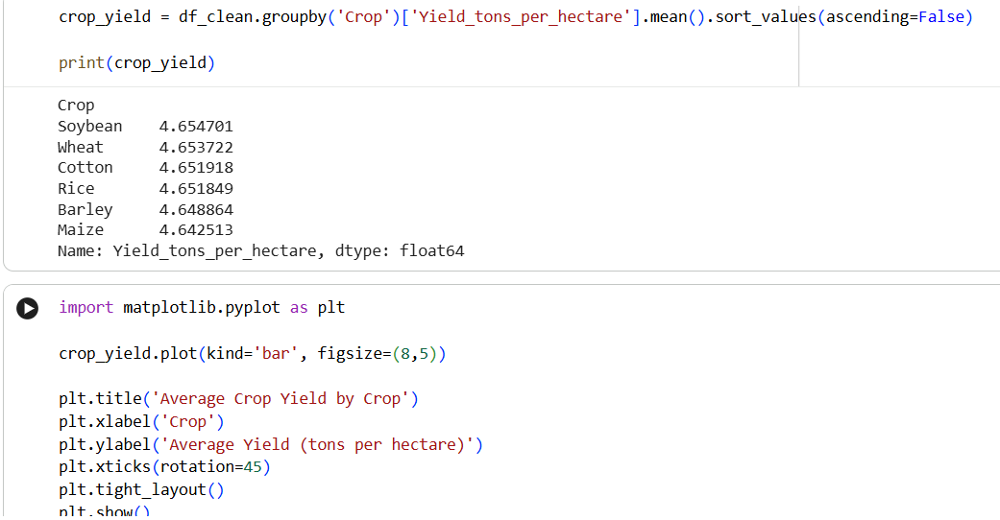 crop_yield = df_clean.groupby('Crop')['Yield_tons_per_hectare'].mean().sort_values(ascending=False)
print(crop_yield)
Crop
Soybean    4.654701
Wheat      4.653722
Cotton     4.651918
Rice       4.651849
Barley     4.648864
Maize      4.642513
Name: Yield_tons_per_hectare, dtype: float64
import matplotlib.pyplot as plt
crop_yield.plot(kind='bar', figsize=(8,5))
plt.title('Average Crop Yield by Crop')
plt.xlabel('Crop')
plt.ylabel('Average Yield (tons per hectare)')
plt.xticks(rotation=45)
plt.tight_layout()
plt.show()